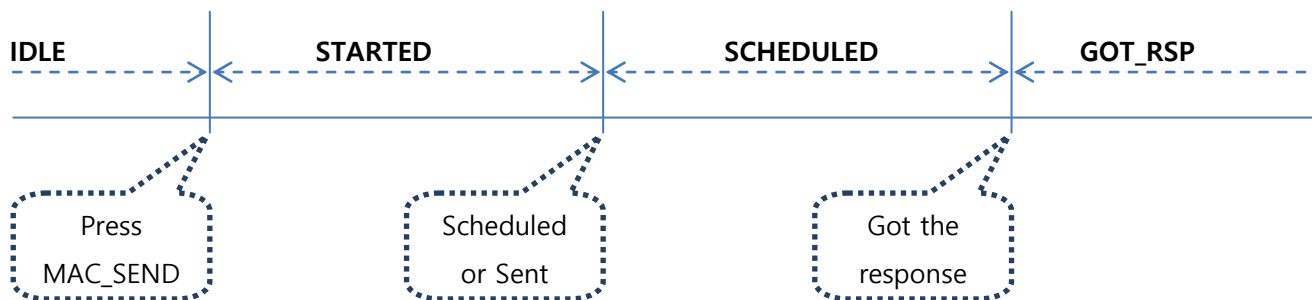 IDLE STARTED SCHEDULED GOT_RSP
Press
MAC_SEND
Scheduled
or Sent
Got the
response